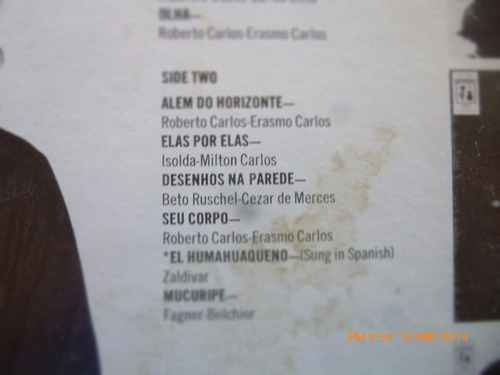 OLHA—
Roberto Carlos-Erasmo Carlos
SIDE TWO
ALEM DO HORIZONTE—
Roberto Carlos-Erasmo Carlos
ELAS POR ELAS—
Isolda-Milton Carlos
DESENHOS NA PAREDE—
Beto Ruschel-Cezar de Merces
SEU CORPO—
Roberto Carlos-Erasmo Carlos
*EL HUMAHUAQUENO—(Sung in Spanish)
Zaldivar
MUCURIPE—
Fagner-Belchior